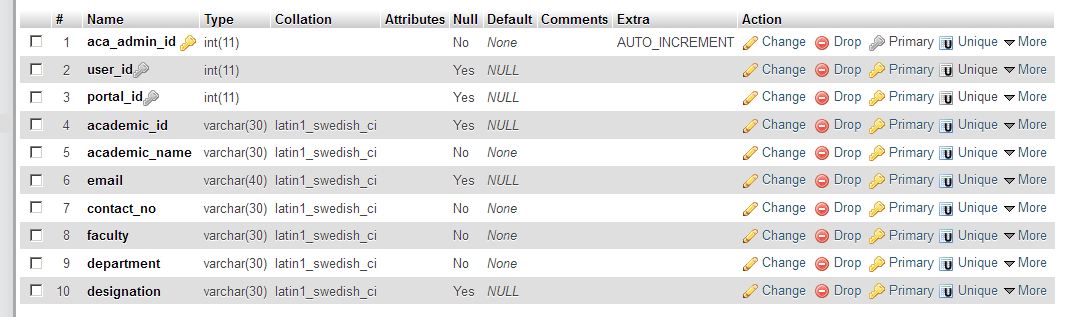 # Name Type Collation Attributes Null Default Comments Extra Action
1 aca_admin_id int(11) No None AUTO_INCREMENT Change Drop Primary Unique More
2 user_id int(11) Yes NULL Change Drop Primary Unique More
3 portal_id int(11) Yes NULL Change Drop Primary Unique More
4 academic_id varchar(30) latin1_swedish_ci Yes NULL Change Drop Primary Unique More
5 academic_name varchar(30) latin1_swedish_ci No None Change Drop Primary Unique More
6 email varchar(40) latin1_swedish_ci Yes NULL Change Drop Primary Unique More
7 contact_no varchar(30) latin1_swedish_ci No None Change Drop Primary Unique More
8 faculty varchar(30) latin1_swedish_ci No None Change Drop Primary Unique More
9 department varchar(30) latin1_swedish_ci No None Change Drop Primary Unique More
10 designation varchar(30) latin1_swedish_ci Yes NULL Change Drop Primary Unique More